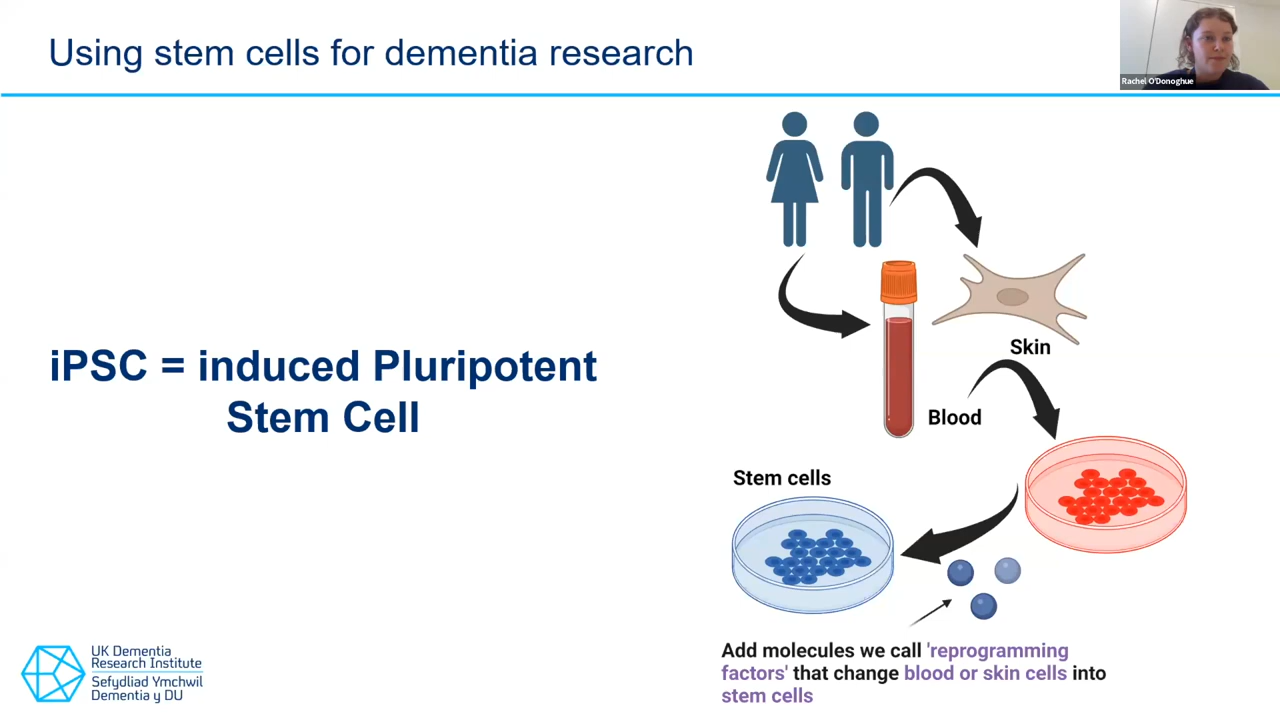 Using stem cells for dementia research
Rachel O'Donoghue
iPSC = induced Pluripotent
Stem Cell
Skin
Blood
Stem cells
Add molecules we call 'reprogramming
factors' that change blood or skin cells into
stem cells
UK Dementia
Research Institute
Sefydliad Ymchwil
Dementia y DU